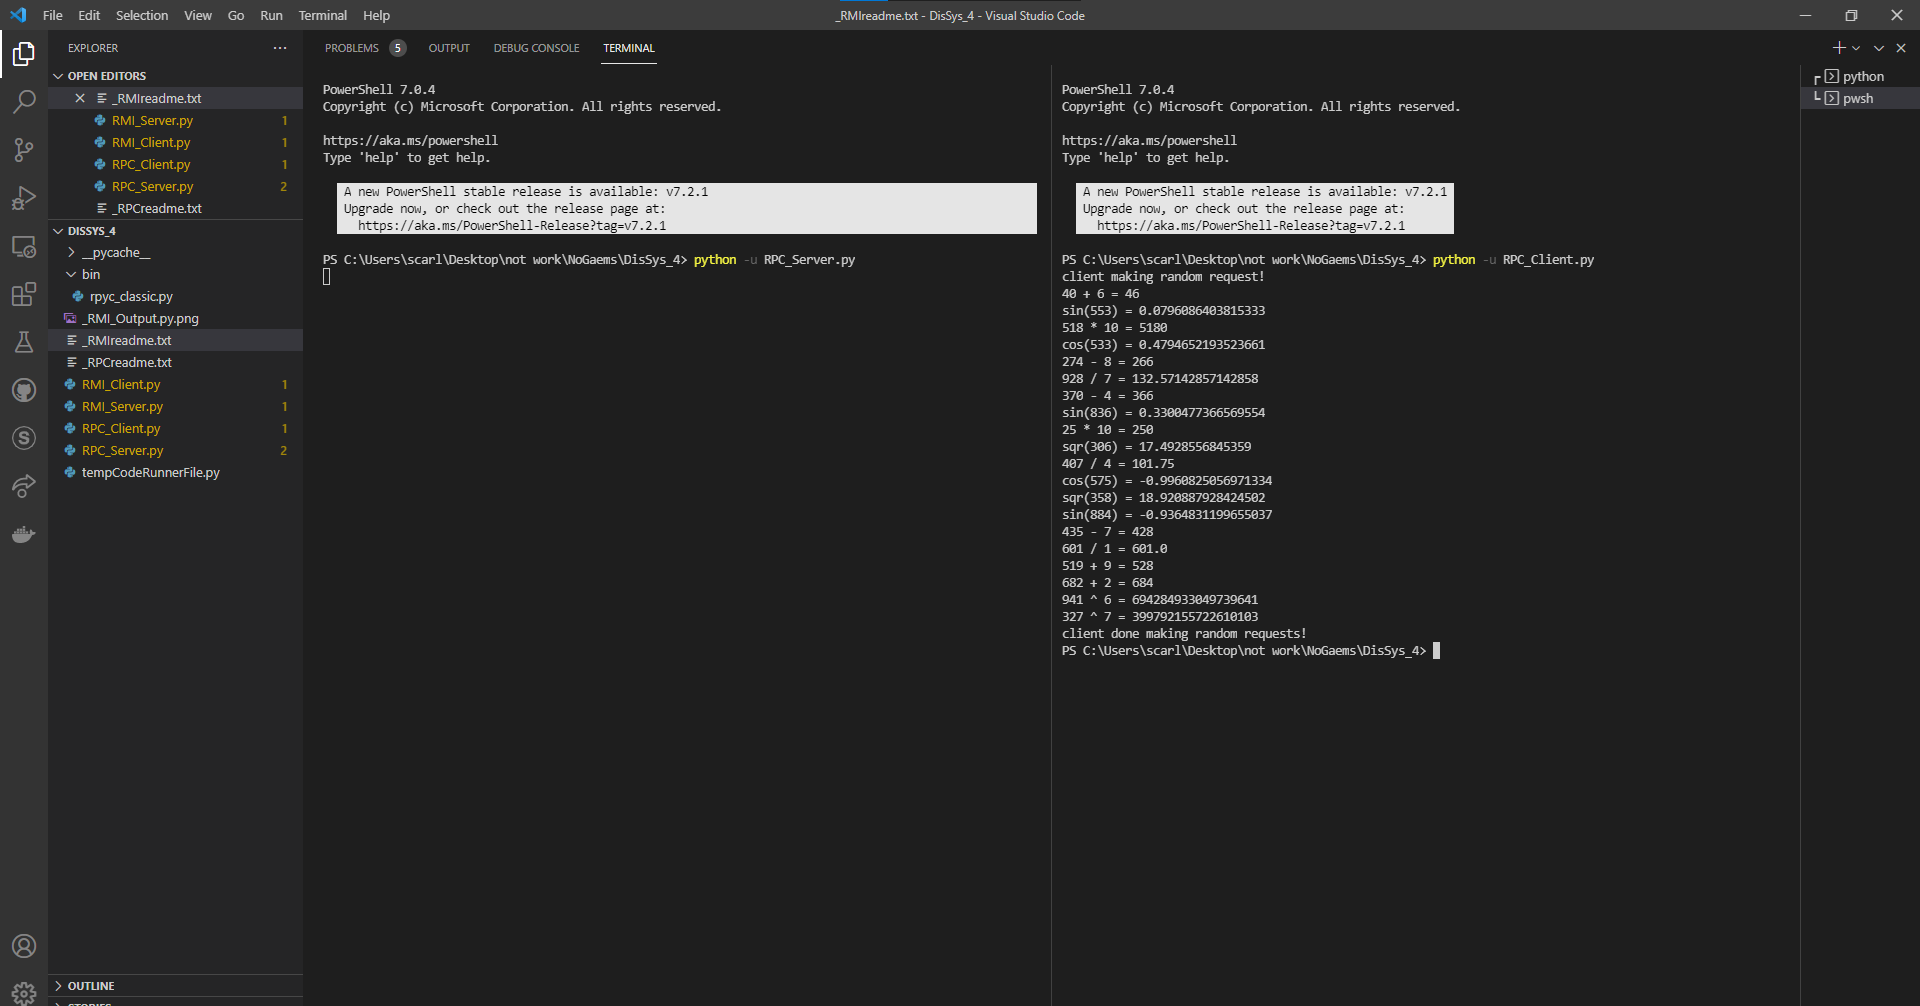 File Edit Selection View Go Run Terminal Help
_RMIreadme.txt - DisSys_4 - Visual Studio Code
EXPLORER
OPEN EDITORS
_RMIreadme.txt
RMI_Server.py 1
RMI_Client.py 1
RPC_Client.py 1
RPC_Server.py 2
_RPCreadme.txt
DISSYS_4
__pycache__
bin
rpyc_classic.py
_RMI_Output.py.png
_RMIreadme.txt
_RPCreadme.txt
RMI_Client.py 1
RMI_Server.py 1
RPC_Client.py 1
RPC_Server.py 2
tempCodeRunnerFile.py
OUTLINE
STORIES
PROBLEMS 5 OUTPUT DEBUG CONSOLE TERMINAL
PowerShell 7.0.4
Copyright (c) Microsoft Corporation. All rights reserved.
https://aka.ms/powershell
Type 'help' to get help.
A new PowerShell stable release is available: v7.2.1
Upgrade now, or check out the release page at:
https://aka.ms/PowerShell-Release?tag=v7.2.1
PS C:\Users\scarl\Desktop\not work\NoGaems\DisSys_4> python -u RPC_Server.py
PowerShell 7.0.4
Copyright (c) Microsoft Corporation. All rights reserved.
https://aka.ms/powershell
Type 'help' to get help.
A new PowerShell stable release is available: v7.2.1
Upgrade now, or check out the release page at:
https://aka.ms/PowerShell-Release?tag=v7.2.1
PS C:\Users\scarl\Desktop\not work\NoGaems\DisSys_4> python -u RPC_Client.py
client making random request!
40 + 6 = 46
sin(553) = 0.0796086403815333
518 * 10 = 5180
cos(533) = 0.4794652193523661
274 - 8 = 266
928 / 7 = 132.57142857142858
370 - 4 = 366
sin(836) = 0.3300477366569554
25 * 10 = 250
sqr(306) = 17.4928556845359
407 / 4 = 101.75
cos(575) = -0.9960825056971334
sqr(358) = 18.920887928424502
sin(884) = -0.9364831199655037
435 - 7 = 428
601 / 1 = 601.0
519 + 9 = 528
682 + 2 = 684
941 ^ 6 = 694284933049739641
327 ^ 7 = 399792155722610103
client done making random requests!
PS C:\Users\scarl\Desktop\not work\NoGaems\DisSys_4>
python
pwsh